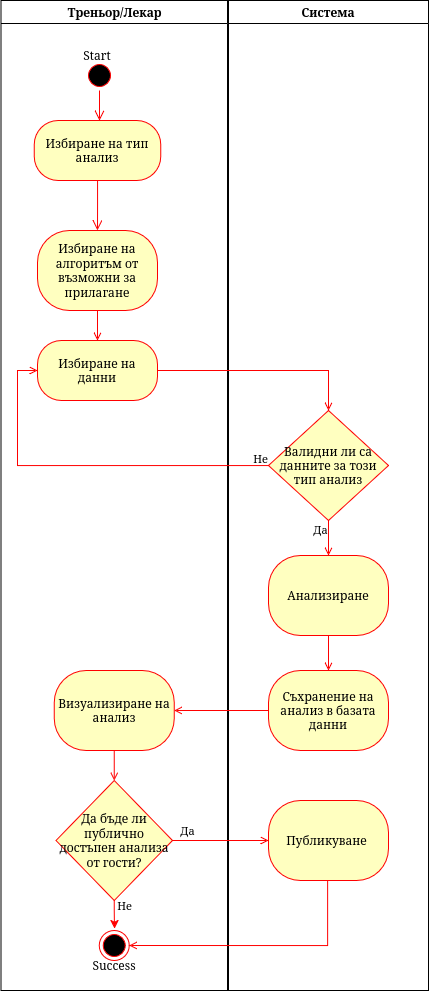 Треньор/Лекар
Система
Start
Избиране на тип
анализ
Избиране на
алгоритъм от
възможни за
прилагане
Избиране на
данни
Не
Валидни ли са
данните за този
тип анализ
Да
Анализиране
Съхранение на
анализ в базата
данни
Визуализиране на
анализ
Да бъде ли
публично
достъпен анализа
от гости?
Да
Публикуване
Не
Success